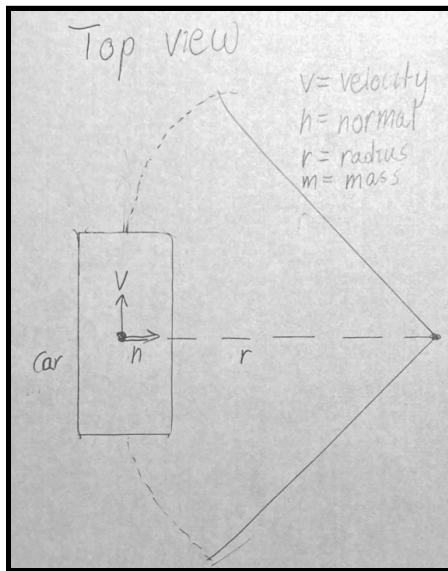 Top view
v = velocity
n = normal
r = radius
m = mass
V
n
r
Car